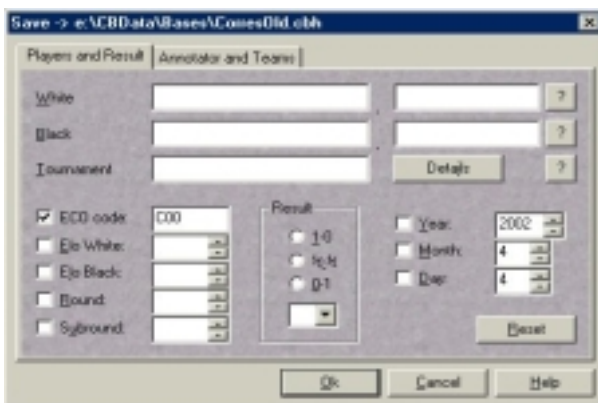 Save -> e:\CBData\Bases\CorresOld.cbh
Players and Result Annotator and Teams
White , ?
Black , ?
Tournament Details ?
ECO code: C00
Elo White:
Elo Black:
Round:
Subround:
Result
1-0
½-½
0-1
Year: 2002
Month: 4
Day: 4
Reset
Ok Cancel Help